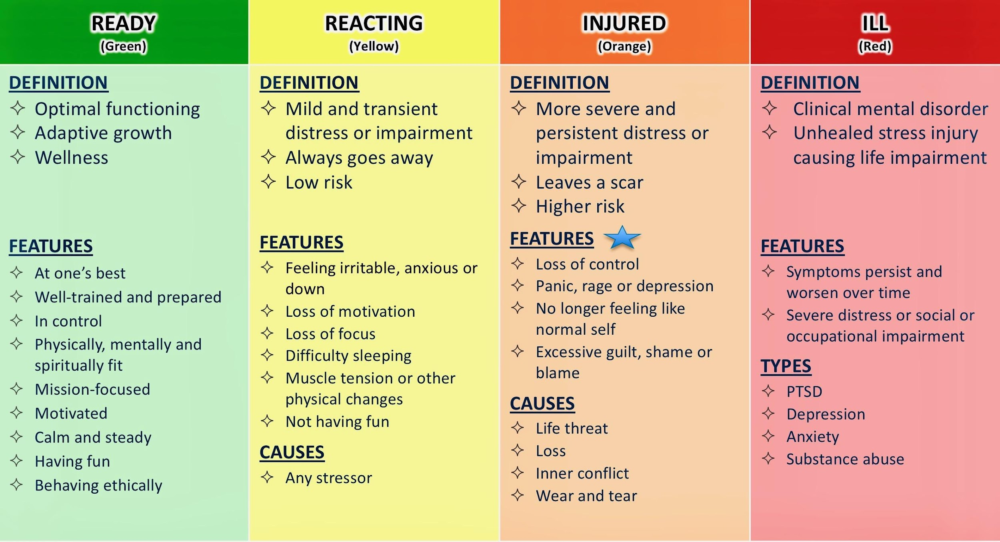 READY
(Green)
DEFINITION
Optimal functioning
Adaptive growth
Wellness
FEATURES
At one's best
Well-trained and prepared
In control
Physically, mentally and
spiritually fit
Mission-focused
Motivated
Calm and steady
Having fun
Behaving ethically
REACTING
(Yellow)
DEFINITION
Mild and transient
distress or impairment
Always goes away
Low risk
FEATURES
Feeling irritable, anxious or
down
Loss of motivation
Loss of focus
Difficulty sleeping
Muscle tension or other
physical changes
Not having fun
CAUSES
Any stressor
INJURED
(Orange)
DEFINITION
More severe and
persistent distress or
impairment
Leaves a scar
Higher risk
FEATURES
Loss of control
Panic, rage or depression
No longer feeling like
normal self
Excessive guilt, shame or
blame
CAUSES
Life threat
Loss
Inner conflict
Wear and tear
ILL
(Red)
DEFINITION
Clinical mental disorder
Unhealed stress injury
causing life impairment
FEATURES
Symptoms persist and
worsen over time
Severe distress or social or
occupational impairment
TYPES
PTSD
Depression
Anxiety
Substance abuse